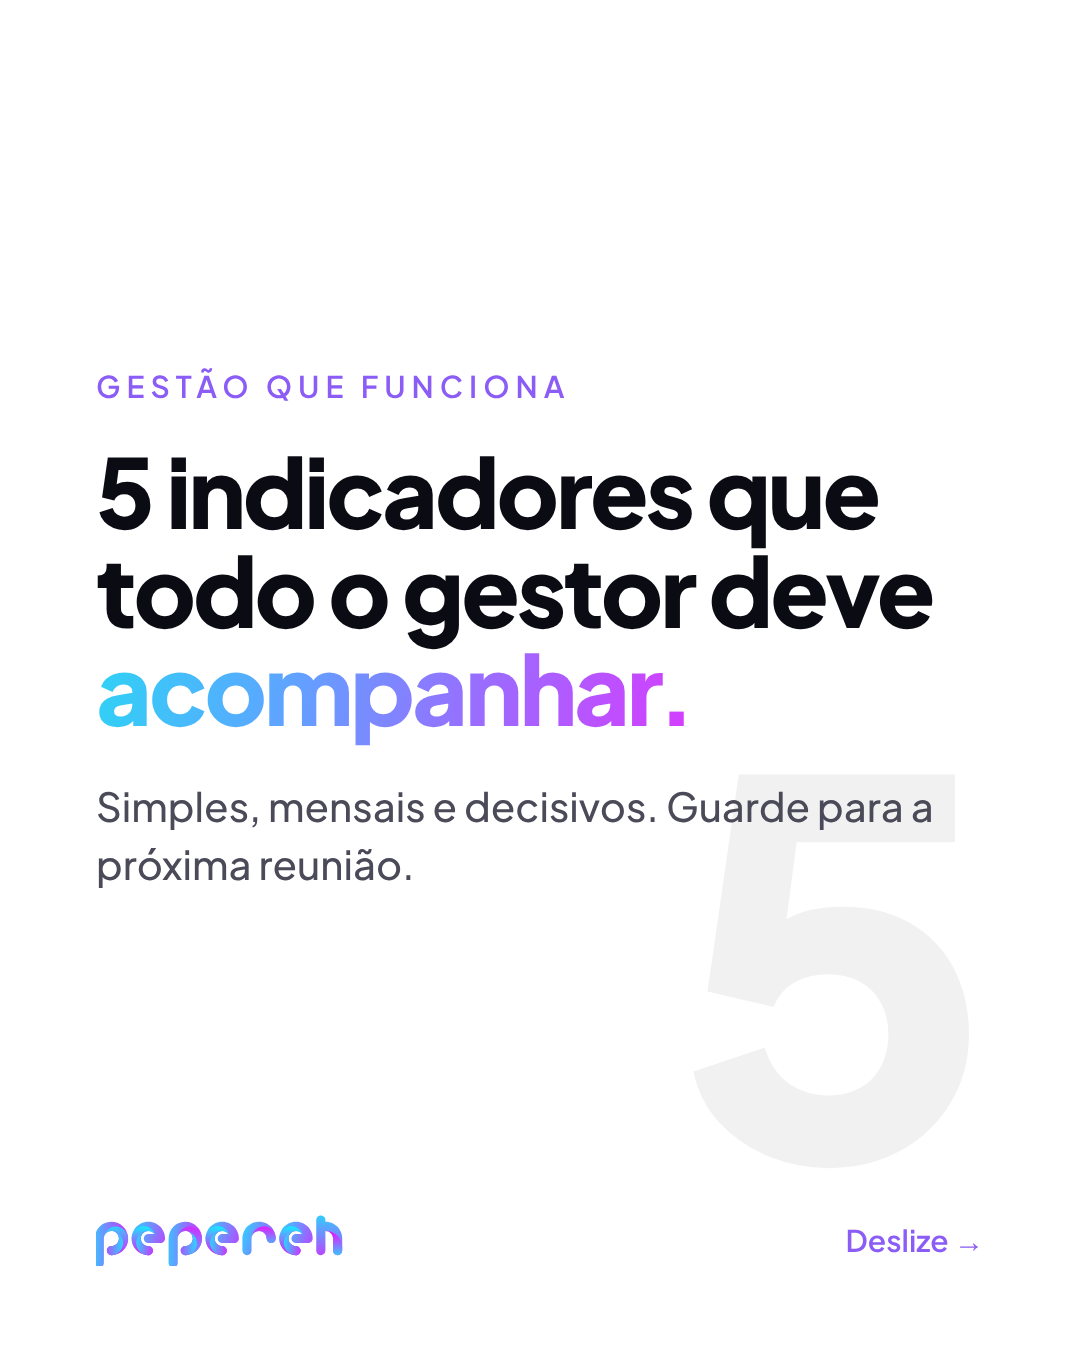 GESTÃO QUE FUNCIONA
5 indicadores que
todo o gestor deve
acompanhar.
Simples, mensais e decisivos. Guarde para a
próxima reunião.
5
pepereh
Deslize →